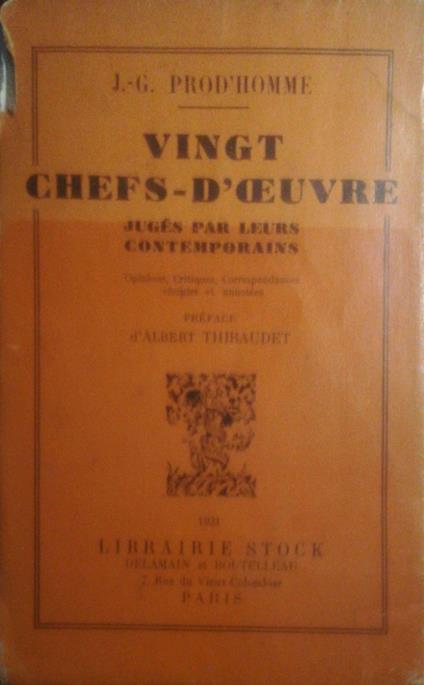 J.-G. PROD'HOMME
VINGT
CHEFS-D'ŒUVRE
JUGÉS PAR LEURS
CONTEMPORAINS
Opinions, Critiques, Correspondances
choisies et annotées
PRÉFACE
d'ALBERT THIBAUDET
1931
LIBRAIRIE STOCK
DELAMAIN et BOUTELLEAU
7, Rue du Vieux-Colombier
PARIS